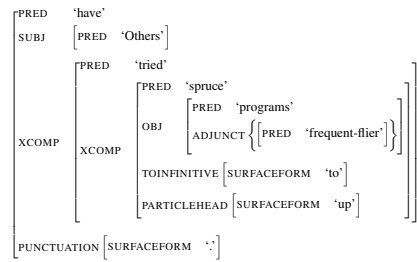 PRED ‘have’
SUBJ PRED ‘Others’
PRED ‘tried’
PRED ‘spruce’
PRED ‘programs’
OBJ
ADJUNCT { PRED ‘frequent-flier’ }
XCOMP XCOMP
TOINFINITIVE SURFACEFORM ‘to’
PARTICLEHEAD SURFACEFORM ‘up’
PUNCTUATION SURFACEFORM ‘.’